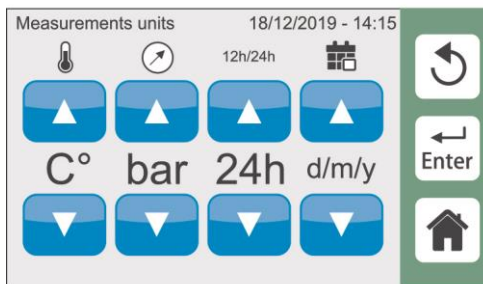 Measurements units 18/12/2019 - 14:15
12h/24h
C° bar 24h d/m/y
Enter